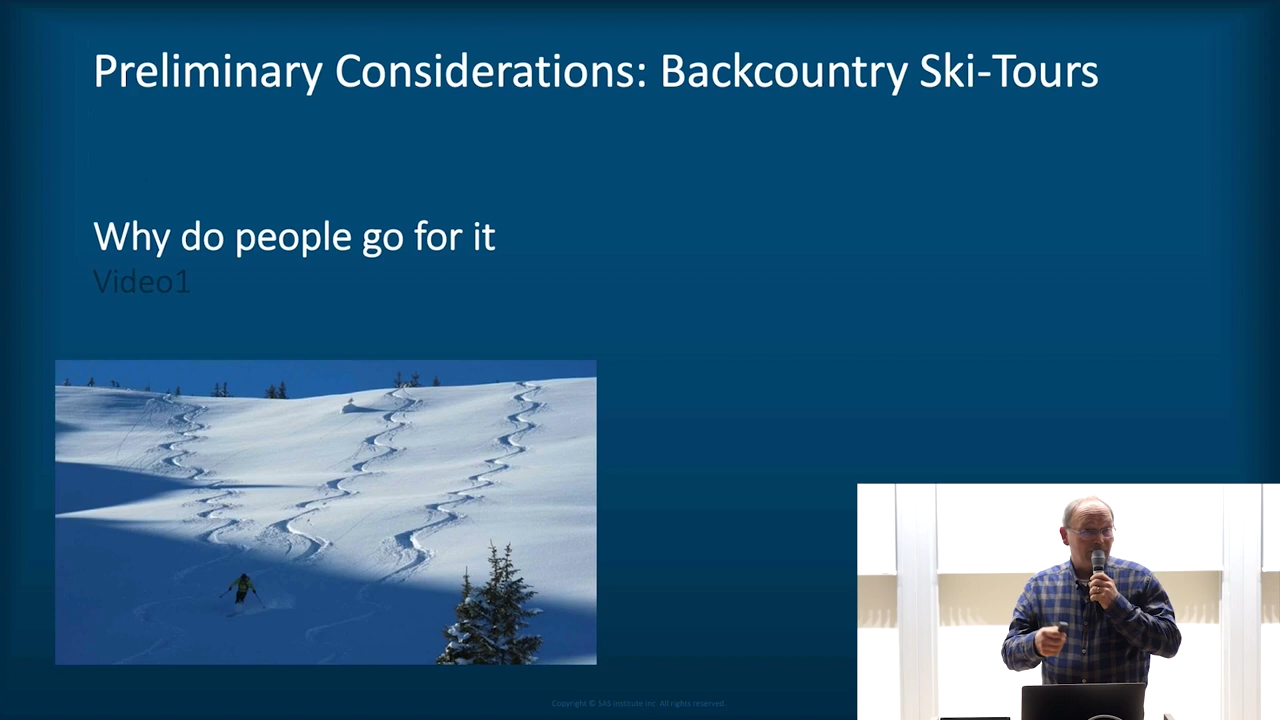 Preliminary Considerations: Backcountry Ski-Tours
Why do people go for it
Video1
Copyright © SAS Institute Inc. All rights reserved.